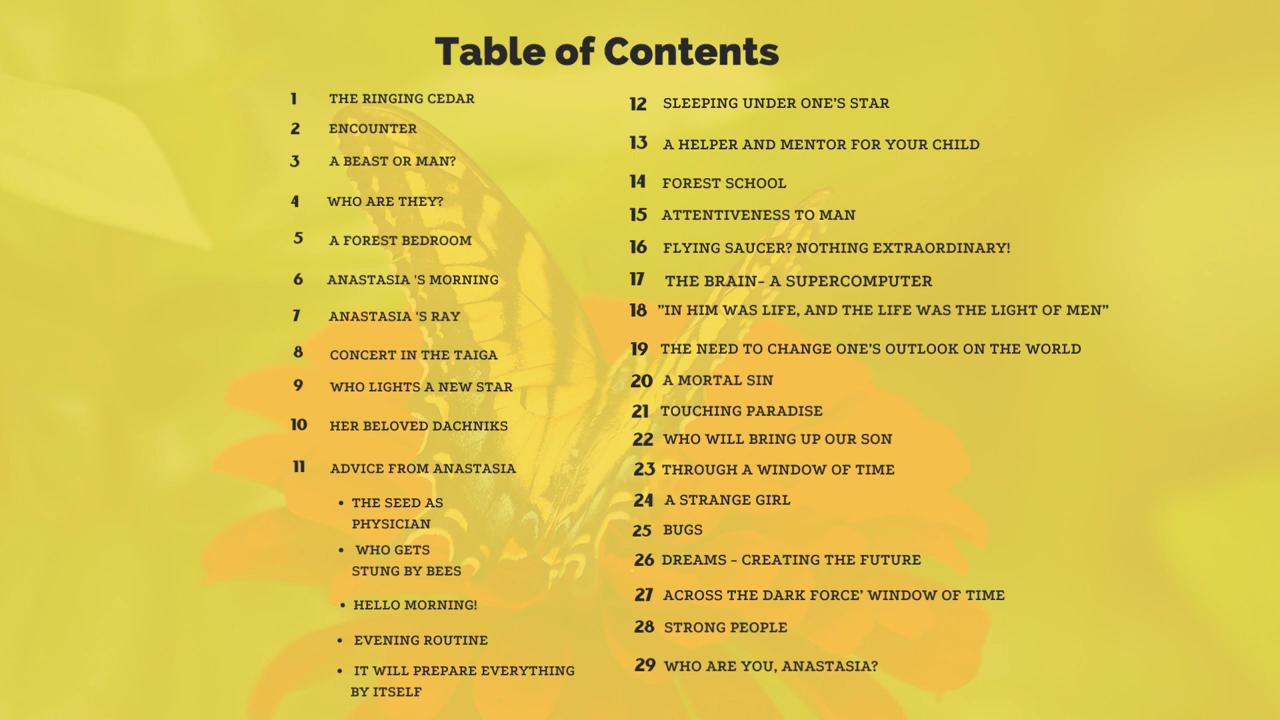 Table of Contents
1 THE RINGING CEDAR
2 ENCOUNTER
3 A BEAST OR MAN?
4 WHO ARE THEY?
5 A FOREST BEDROOM
6 ANASTASIA 'S MORNING
7 ANASTASIA 'S RAY
8 CONCERT IN THE TAIGA
9 WHO LIGHTS A NEW STAR
10 HER BELOVED DACHNIKS
11 ADVICE FROM ANASTASIA
• THE SEED AS
PHYSICIAN
• WHO GETS
STUNG BY BEES
• HELLO MORNING!
• EVENING ROUTINE
• IT WILL PREPARE EVERYTHING
BY ITSELF
12 SLEEPING UNDER ONE'S STAR
13 A HELPER AND MENTOR FOR YOUR CHILD
14 FOREST SCHOOL
15 ATTENTIVENESS TO MAN
16 FLYING SAUCER? NOTHING EXTRAORDINARY!
17 THE BRAIN- A SUPERCOMPUTER
18 ”IN HIM WAS LIFE, AND THE LIFE WAS THE LIGHT OF MEN”
19 THE NEED TO CHANGE ONE'S OUTLOOK ON THE WORLD
20 A MORTAL SIN
21 TOUCHING PARADISE
22 WHO WILL BRING UP OUR SON
23 THROUGH A WINDOW OF TIME
24 A STRANGE GIRL
25 BUGS
26 DREAMS - CREATING THE FUTURE
27 ACROSS THE DARK FORCE’ WINDOW OF TIME
28 STRONG PEOPLE
29 WHO ARE YOU, ANASTASIA?